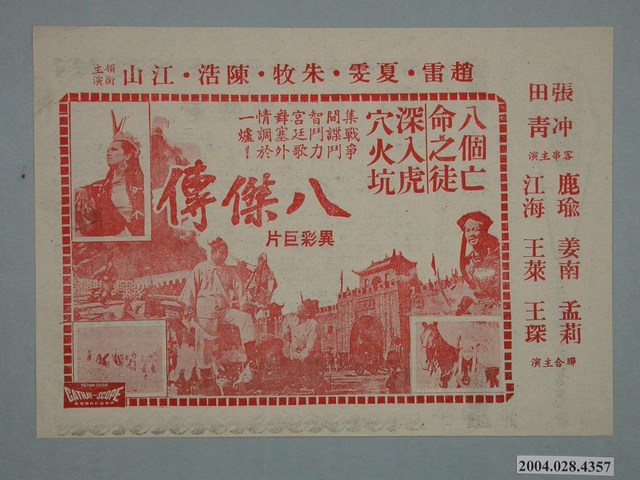 趙雷・夏雯・朱牧・陳浩・江山 領銜主演
張冲
田青
客串主演
鹿瑜 姜南 孟莉
江海 王萊 王琛
聯合主演
八個亡
命之徒
深入虎
穴火坑
集戰爭
間諜鬥
智鬥力
宮廷歌
舞塞外
情調於
一爐！
八傑傳
異彩巨片
CATHAY-SCOPE
2004.028.4357